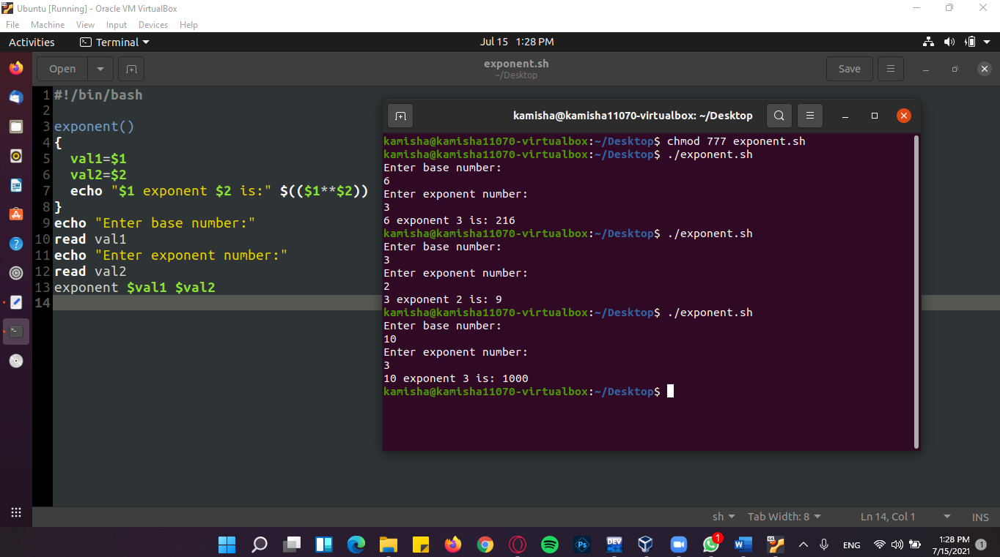 Ubuntu [Running] - Oracle VM VirtualBox
File Machine View Input Devices Help
Activities Terminal Jul 15 1:28 PM
Open exponent.sh Save
~/Desktop
1 #!/bin/bash
2
3 exponent()
4 {
5   val1=$1
6   val2=$2
7   echo "$1 exponent $2 is:" $(($1**$2))
8 }
9 echo "Enter base number:"
10 read val1
11 echo "Enter exponent number:"
12 read val2
13 exponent $val1 $val2
14
kamisha@kamisha11070-virtualbox: ~/Desktop
kamisha@kamisha11070-virtualbox:~/Desktop$ chmod 777 exponent.sh
kamisha@kamisha11070-virtualbox:~/Desktop$ ./exponent.sh
Enter base number:
6
Enter exponent number:
3
6 exponent 3 is: 216
kamisha@kamisha11070-virtualbox:~/Desktop$ ./exponent.sh
Enter base number:
3
Enter exponent number:
2
3 exponent 2 is: 9
kamisha@kamisha11070-virtualbox:~/Desktop$ ./exponent.sh
Enter base number:
10
Enter exponent number:
3
10 exponent 3 is: 1000
kamisha@kamisha11070-virtualbox:~/Desktop$
sh Tab Width: 8 Ln 14, Col 1 INS
Ps DEV 1 W 64 ENG 1:28 PM
7/15/2021 1